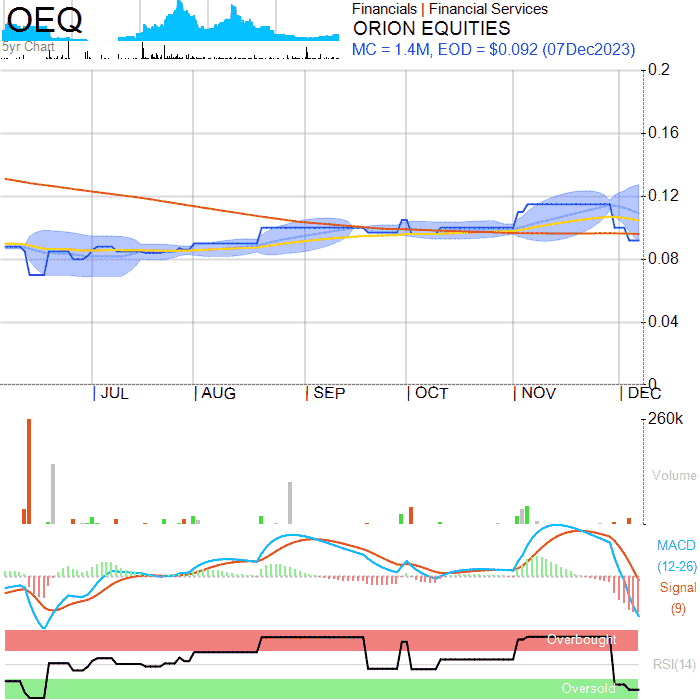 OEQ
5yr Chart
Financials | Financial Services
ORION EQUITIES
MC = 1.4M, EOD = $0.092 (07Dec2023)
0.2
0.16
0.12
0.08
0.04
0
JUL AUG SEP OCT NOV DEC
260k
Volume
MACD
(12-26)
Signal
(9)
Overbought
RSI(14)
Oversold